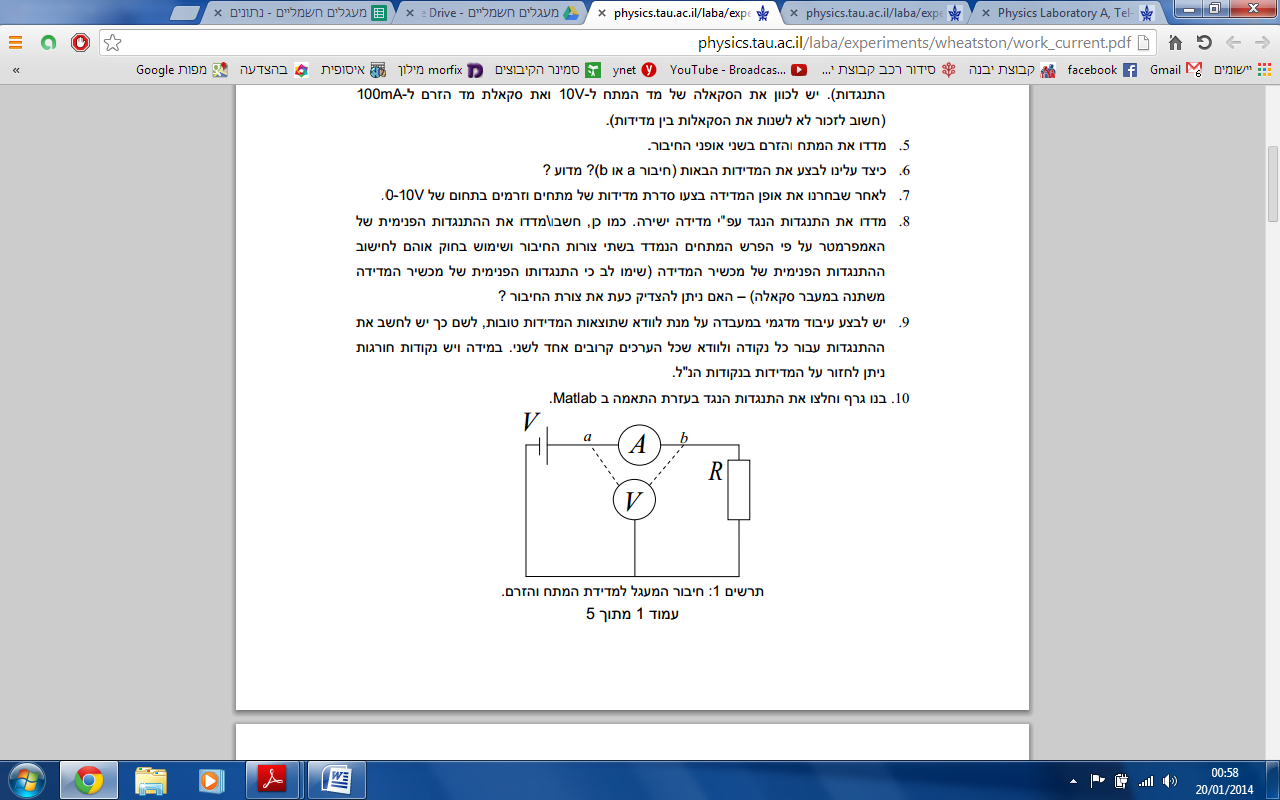 מעגלים חשמליים - נתונים
מעגלים חשמליים - Drive
physics.tau.ac.il/laba/exp
physics.tau.ac.il/laba/expe
Physics Laboratory A, Tel-
physics.tau.ac.il/laba/experiments/wheatston/work_current.pdf
יישומים
Gmail
facebook
קבוצת יבנה
סידור רכב קבוצת י...
YouTube - Broadcas...
ynet
סמינר הקיבוצים
morfix מילון
איסופית
בהצדעה
מפות Google
התנגדות). יש לכוון את הסקאלה של מד המתח ל-10V ואת סקאלת מד הזרם ל-100mA
(חשוב לזכור לא לשנות את הסקאלות בין מדידות).
5. מדדו את המתח והזרם בשני אופני החיבור.
6. כיצד עלינו לבצע את המדידות הבאות (חיבור a או b)? מדוע ?
7. לאחר שבחרנו את אופן המדידה בצעו סדרת מדידות של מתחים וזרמים בתחום של 0-10V.
8. מדדו את התנגדות הנגד עפ"י מדידה ישירה. כמו כן, חשבו\מדדו את ההתנגדות הפנימית של
האמפרמטר על פי הפרש המתחים הנמדד בשתי צורות החיבור ושימוש בחוק אוהם לחישוב
ההתנגדות הפנימית של מכשיר המדידה (שימו לב כי התנגדותו הפנימית של מכשיר המדידה
משתנה במעבר סקאלה) – האם ניתן להצדיק כעת את צורת החיבור ?
9. יש לבצע עיבוד מדגמי במעבדה על מנת לוודא שתוצאות המדידות טובות, לשם כך יש לחשב את
ההתנגדות עבור כל נקודה ולוודא שכל הערכים קרובים אחד לשני. במידה ויש נקודות חורגות
ניתן לחזור על המדידות בנקודות הנ"ל.
10. בנו גרף וחלצו את התנגדות הנגד בעזרת התאמה ב Matlab.
V
a
A
b
R
V
תרשים 1: חיבור המעגל למדידת המתח והזרם.
עמוד 1 מתוך 5
00:58
20/01/2014